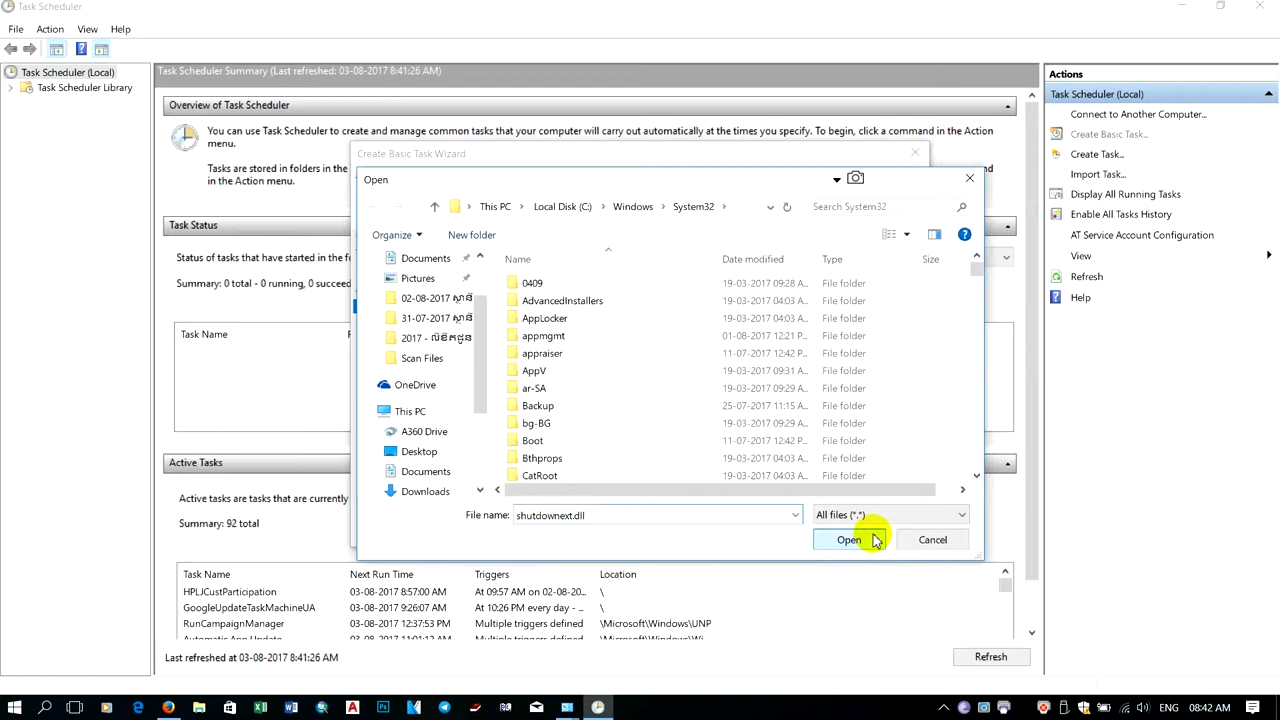 Task Scheduler
File Action View Help
Task Scheduler (Local)
Task Scheduler Library
Task Scheduler Summary (Last refreshed: 03-08-2017 8:41:26 AM)
Overview of Task Scheduler
You can use Task Scheduler to create and manage common tasks that your computer will carry out automatically at the times you specify. To begin, click a command in the Action
menu.
Tasks are stored in folders in the
in the Action menu.
Task Status
Status of tasks that have started in the fo
Summary: 0 total - 0 running, 0 succeed
Task Name
Active Tasks
Active tasks are tasks that are currently
Summary: 92 total
Task Name Next Run Time Triggers Location
HPLJCustParticipation 03-08-2017 8:57:00 AM At 09:57 AM on 02-08-20... \
GoogleUpdateTaskMachineUA 03-08-2017 9:26:07 AM At 10:26 PM every day - ... \
RunCampaignManager 03-08-2017 12:37:53 PM Multiple triggers defined \Microsoft\Windows\UNP
Automatic App Update 03-08-2017 11:01:12 AM Multiple triggers defined \Microsoft\Windows\Wi
Last refreshed at 03-08-2017 8:41:26 AM
Refresh
Create Basic Task Wizard
Open
This PC Local Disk (C:) Windows System32
Search System32
Organize New folder
Documents
Pictures
02-08-2017
31-07-2017
2017 -
Scan Files
OneDrive
This PC
A360 Drive
Desktop
Documents
Downloads
Name Date modified Type Size
0409 19-03-2017 09:28 A... File folder
AdvancedInstallers 19-03-2017 04:03 A... File folder
AppLocker 19-03-2017 04:03 A... File folder
appmgmt 01-08-2017 12:21 P... File folder
appraiser 11-07-2017 12:42 P... File folder
AppV 19-03-2017 09:31 A... File folder
ar-SA 19-03-2017 09:29 A... File folder
Backup 25-07-2017 11:15 A... File folder
bg-BG 19-03-2017 09:29 A... File folder
Boot 11-07-2017 12:42 P... File folder
Bthprops 19-03-2017 04:03 A... File folder
CatRoot 19-03-2017 04:03 A... File folder
File name: shutdownext.dll All files (*.*)
Open Cancel
Actions
Task Scheduler (Local)
Connect to Another Computer...
Create Basic Task...
Create Task...
Import Task...
Display All Running Tasks
Enable All Tasks History
AT Service Account Configuration
View
Refresh
Help
ENG 08:42 AM